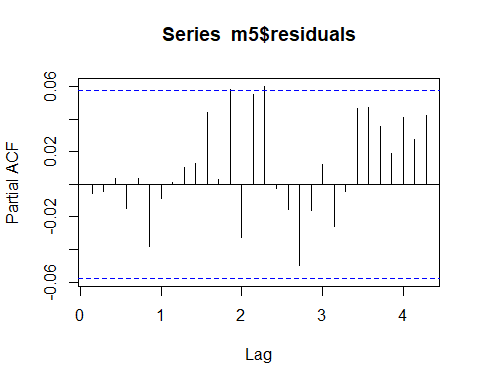 Series m5$residuals
Partial ACF
0.06
0.02
-0.02
-0.06
0 1 2 3 4
Lag